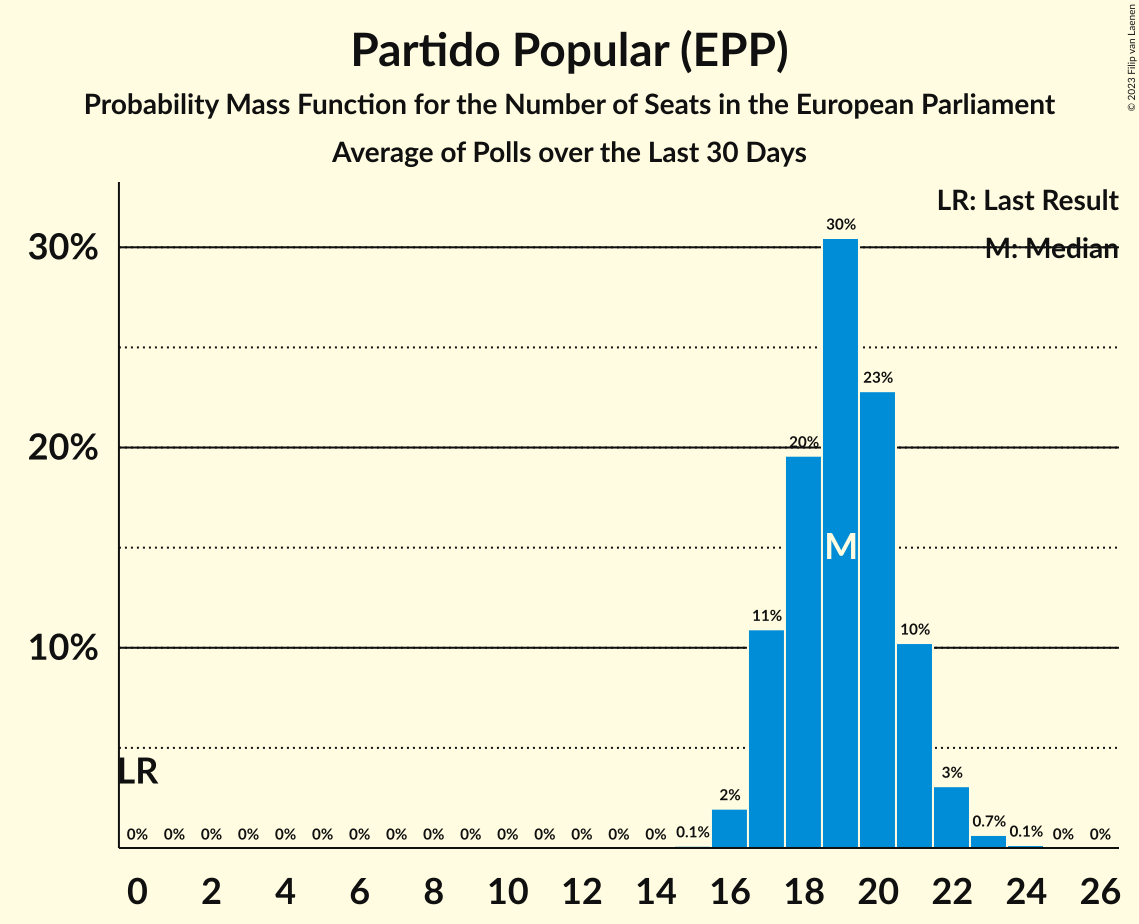 Partido Popular (EPP)
Probability Mass Function for the Number of Seats in the European Parliament
Average of Polls over the Last 30 Days
© 2023 Filip van Laenen
LR: Last Result
M: Median
30%
20%
10%
30%
23%
20%
M
11%
10%
LR
3%
2%
0% 0% 0% 0% 0% 0% 0% 0% 0% 0% 0% 0% 0% 0% 0% 0.1% 0.7% 0.1% 0% 0%
0 2 4 6 8 10 12 14 16 18 20 22 24 26